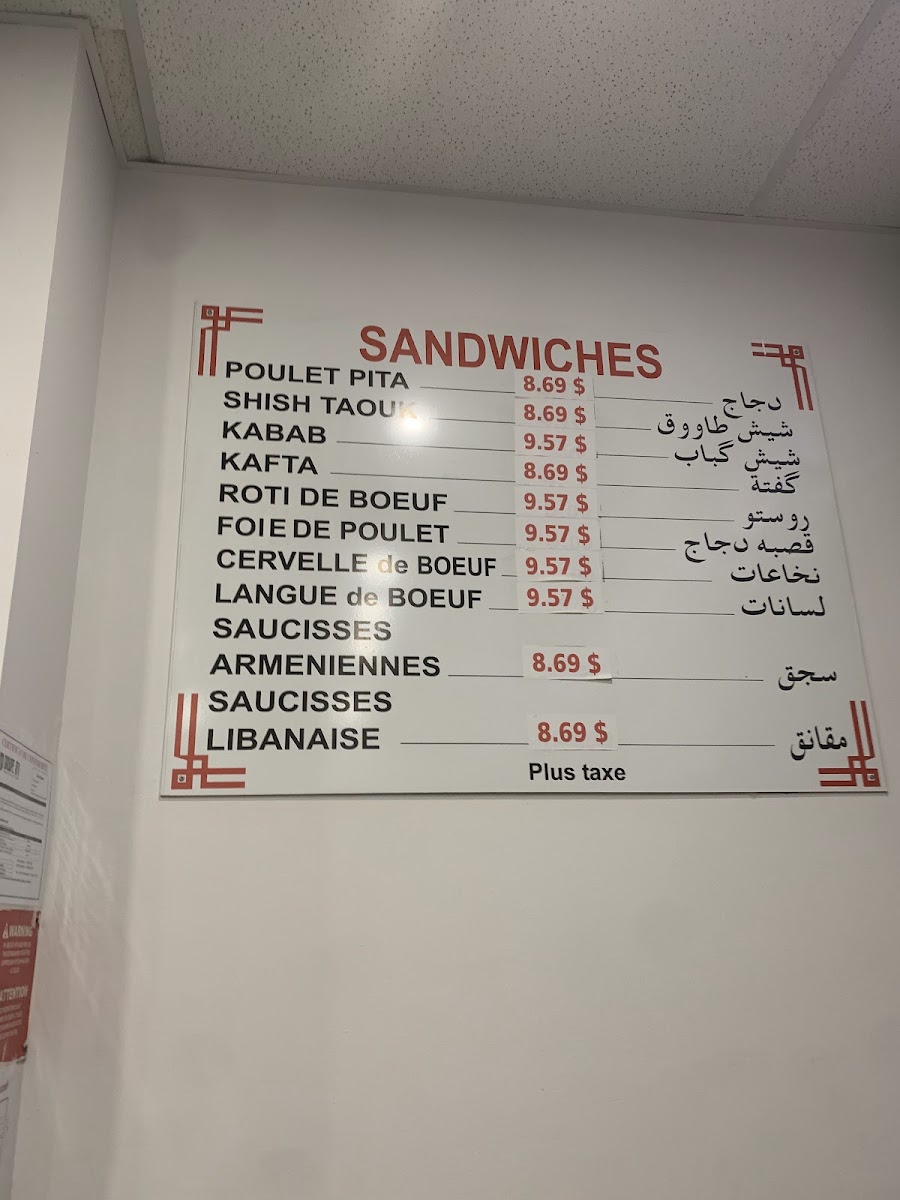 SANDWICHES
POULET PITA 8.69 $ دجاج
SHISH TAOUK 8.69 $ شيش طاووق
KABAB 9.57 $ شيش گباب
KAFTA 8.69 $ گفتة
ROTI DE BOEUF 9.57 $ روستو
FOIE DE POULET 9.57 $ قصبه دجاج
CERVELLE de BOEUF 9.57 $ نخاعات
LANGUE de BOEUF 9.57 $ لسانات
SAUCISSES
ARMENIENNES 8.69 $ سجق
SAUCISSES
LIBANAISE 8.69 $ مقانق
Plus taxe
WARNING
ATTENTION